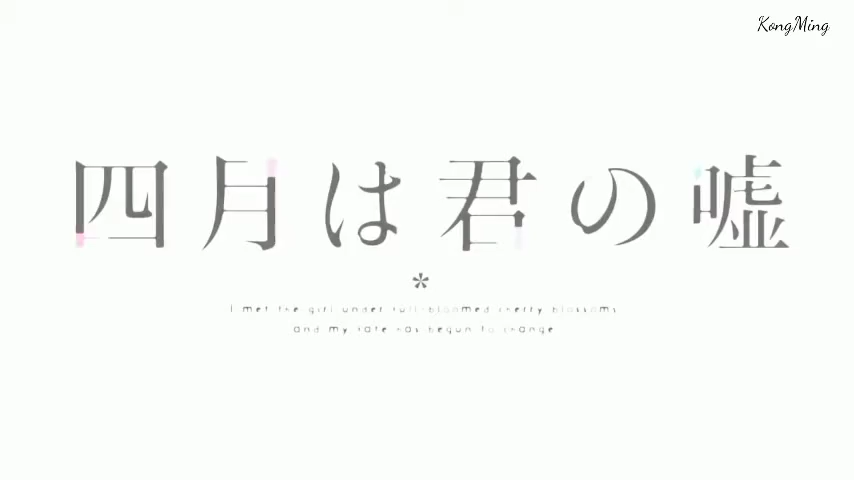 KongMing
四月は君の嘘
*
I met the girl under full-bloomed cherry blossoms
and my fate has begun to change